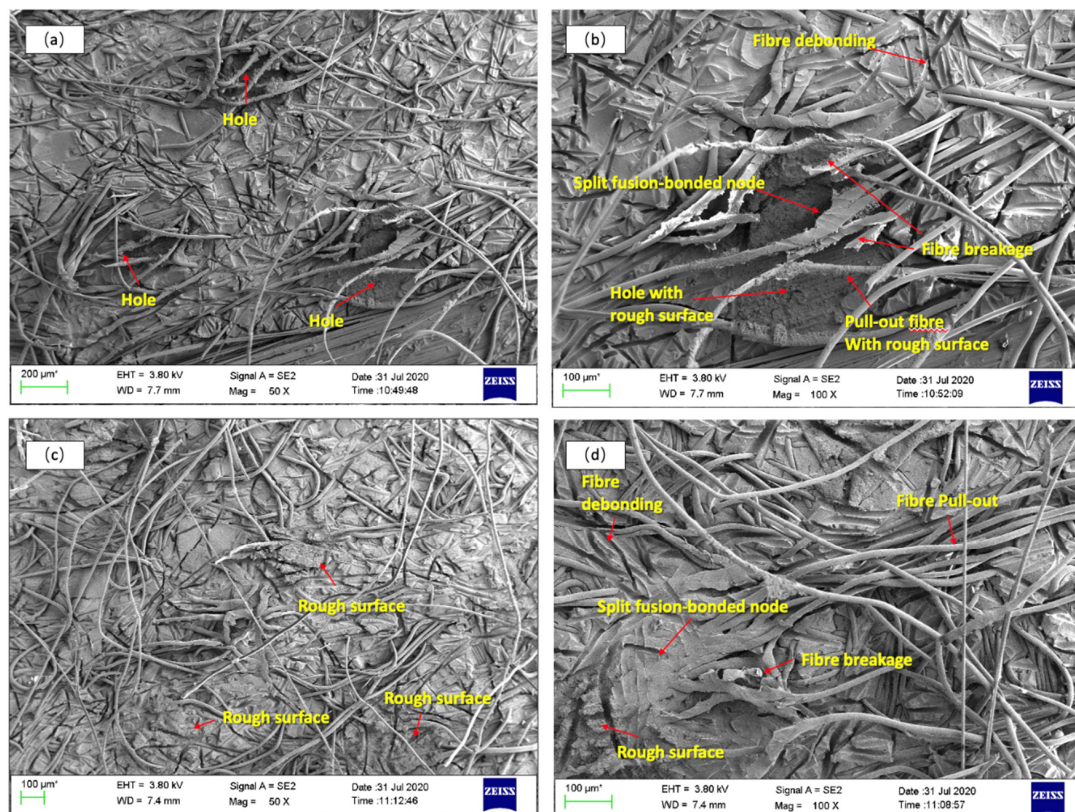 (a)
Hole
Hole
Hole
200 µm*
EHT = 3.80 kV
WD = 7.7 mm
Signal A = SE2
Mag = 50 X
Date :31 Jul 2020
Time :10:49:48
ZEISS
(b)
Fibre debonding
Split fusion-bonded node
Fibre breakage
Hole with
rough surface
Pull-out fibre
With rough surface
100 µm*
EHT = 3.80 kV
WD = 7.7 mm
Signal A = SE2
Mag = 100 X
Date :31 Jul 2020
Time :10:52:09
ZEISS
(c)
Rough surface
Rough surface
Rough surface
100 µm*
EHT = 3.80 kV
WD = 7.4 mm
Signal A = SE2
Mag = 50 X
Date :31 Jul 2020
Time :11:12:46
ZEISS
(d)
Fibre
debonding
Fibre Pull-out
Split fusion-bonded node
Fibre breakage
Rough surface
100 µm*
EHT = 3.80 kV
WD = 7.4 mm
Signal A = SE2
Mag = 100 X
Date :31 Jul 2020
Time :11:08:57
ZEISS